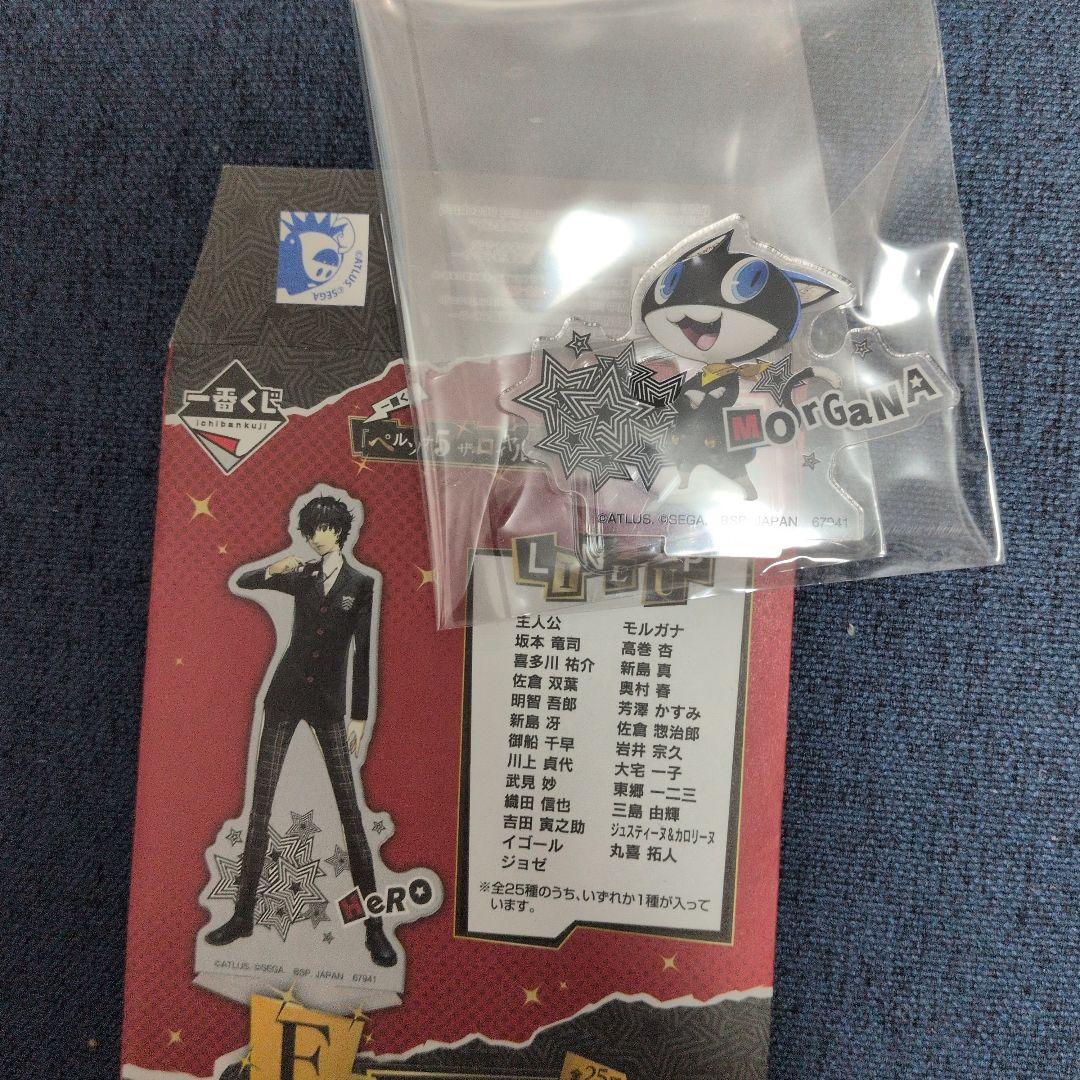 ©ATLUS ©SEGA
一番くじ
ichibankuji
一番く
『ペルソナ5 ザ・ロイヤル
MorGaNA
©ATLUS. ©SEGA. BSP. JAPAN 67941
LINEUP
主人公
坂本 竜司
喜多川 祐介
佐倉 双葉
明智 吾郎
新島 冴
御船 千早
川上 貞代
武見 妙
織田 信也
吉田 寅之助
イゴール
ジョゼ
モルガナ
高巻 杏
新島 真
奥村 春
芳澤 かすみ
佐倉 惣治郎
岩井 宗久
大宅 一子
東郷 一二三
三島 由輝
ジュスティーヌ&カロリーヌ
丸喜 拓人
※全25種のうち、いずれか1種が入って
います。
HeRO
©ATLUS. ©SEGA. BSP. JAPAN 67941
E
全25